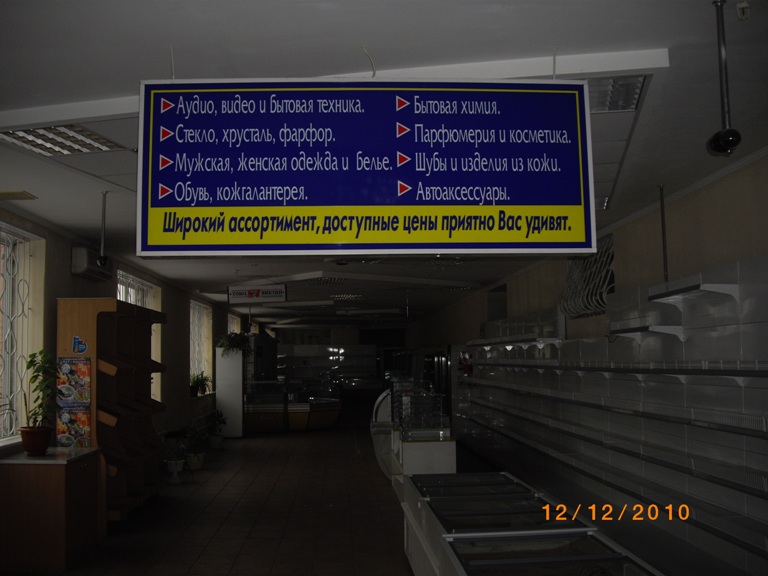 Аудио, видео и бытовая техника.
Стекло, хрусталь, фарфор.
Мужская, женская одежда и белье.
Обувь, кожгалантерея.
Бытовая химия.
Парфюмерия и косметика.
Шубы и изделия из кожи.
Автоаксессуары.
Широкий ассортимент, доступные цены приятно Вас удивят.
12/12/2010